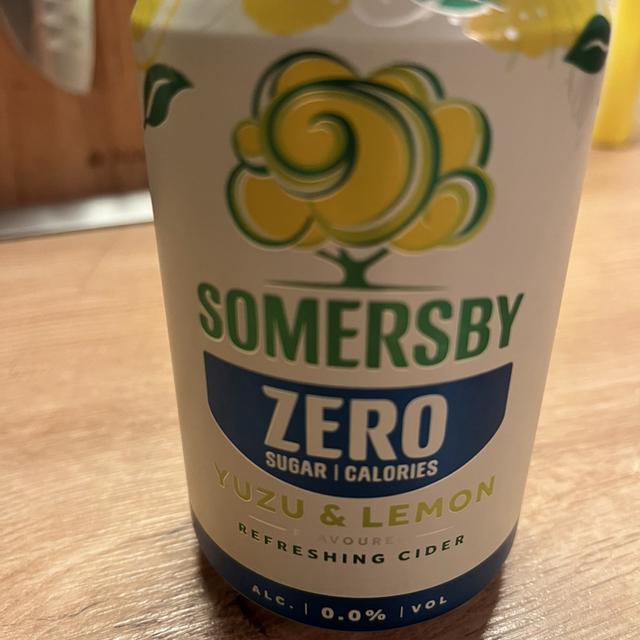 SOMERSBY
ZERO
SUGAR | CALORIES
YUZU & LEMON
REFRESHING CIDER
ALC. | 0.0% | VOL